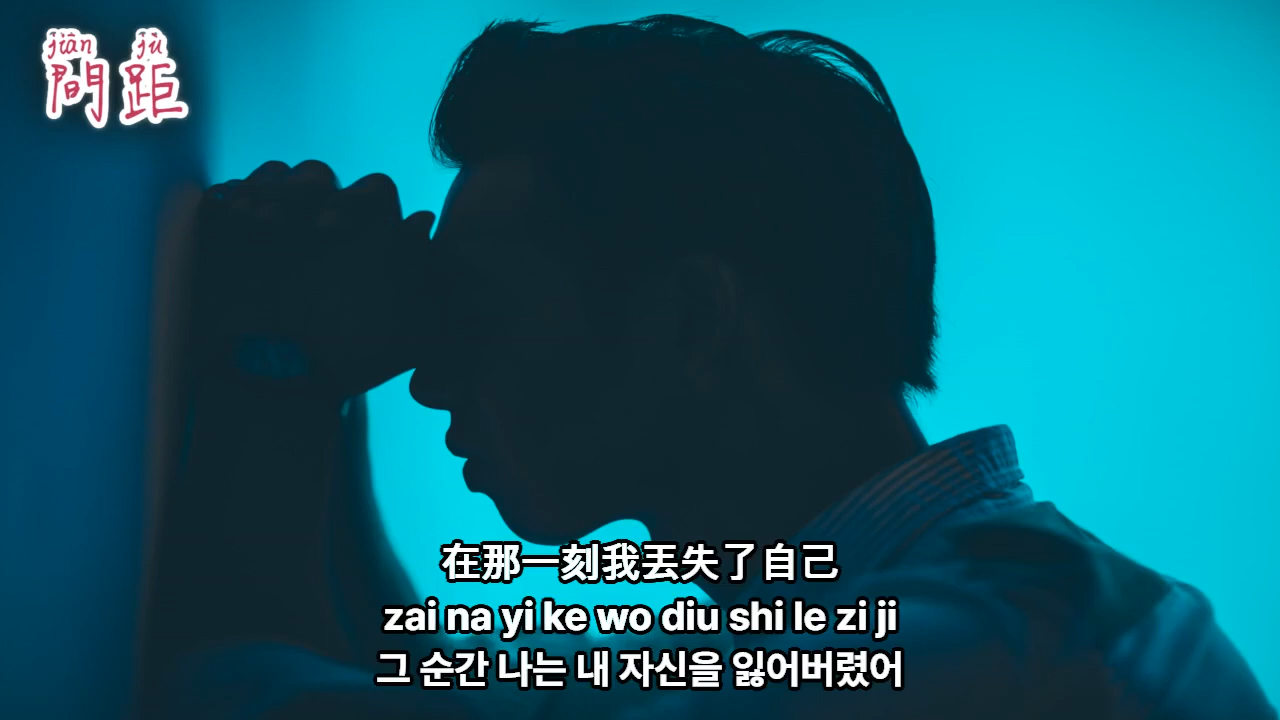 jiān jù
間距
在那一刻我丟失了自己
zai na yi ke wo diu shi le zi ji
그 순간 나는 내 자신을 잃어버렸어